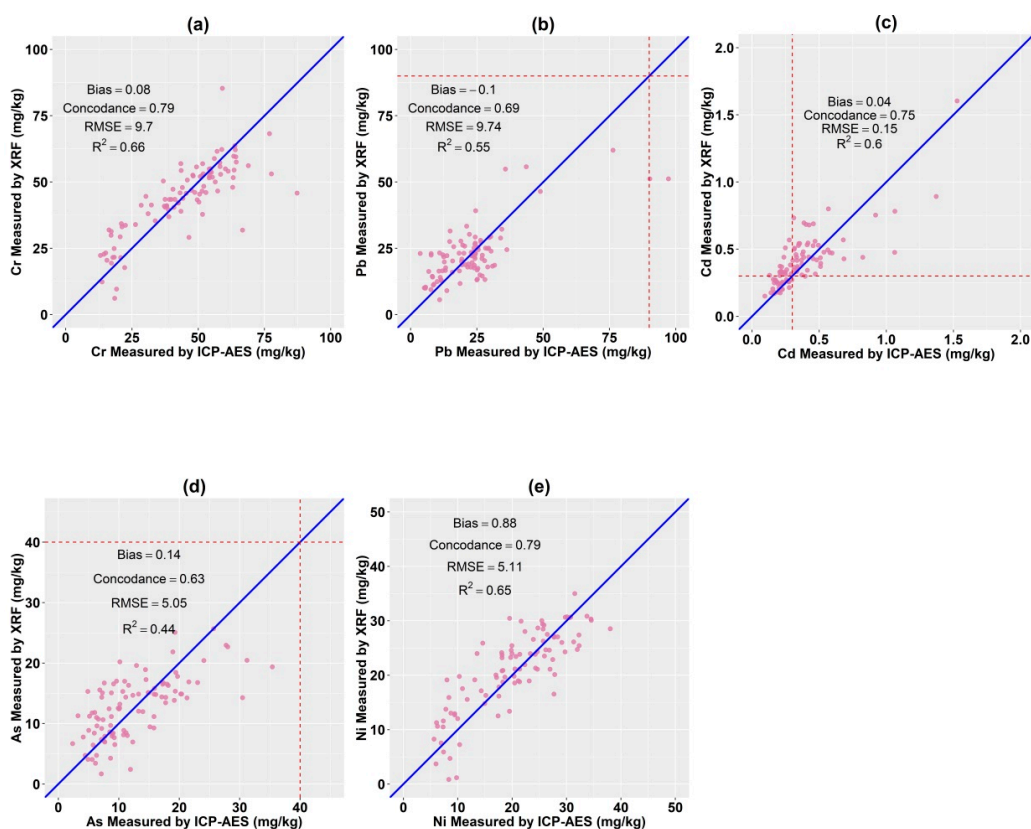 (a)
100
75
50
25
0
Cr Measured by XRF (mg/kg)
Bias = 0.08
Concodance = 0.79
RMSE = 9.7
R² = 0.66
0 25 50 75 100
Cr Measured by ICP-AES (mg/kg)
(b)
100
75
50
25
0
Pb Measured by XRF (mg/kg)
Bias = −0.1
Concodance = 0.69
RMSE = 9.74
R² = 0.55
0 25 50 75 100
Pb Measured by ICP-AES (mg/kg)
(c)
2.0
1.5
1.0
0.5
0.0
Cd Measured by XRF (mg/kg)
Bias = 0.04
Concodance = 0.75
RMSE = 0.15
R² = 0.6
0.0 0.5 1.0 1.5 2.0
Cd Measured by ICP-AES (mg/kg)
(d)
40
30
20
10
0
As Measured by XRF (mg/kg)
Bias = 0.14
Concodance = 0.63
RMSE = 5.05
R² = 0.44
0 10 20 30 40
As Measured by ICP-AES (mg/kg)
(e)
50
40
30
20
10
0
Ni Measured by XRF (mg/kg)
Bias = 0.88
Concodance = 0.79
RMSE = 5.11
R² = 0.65
0 10 20 30 40 50
Ni Measured by ICP-AES (mg/kg)